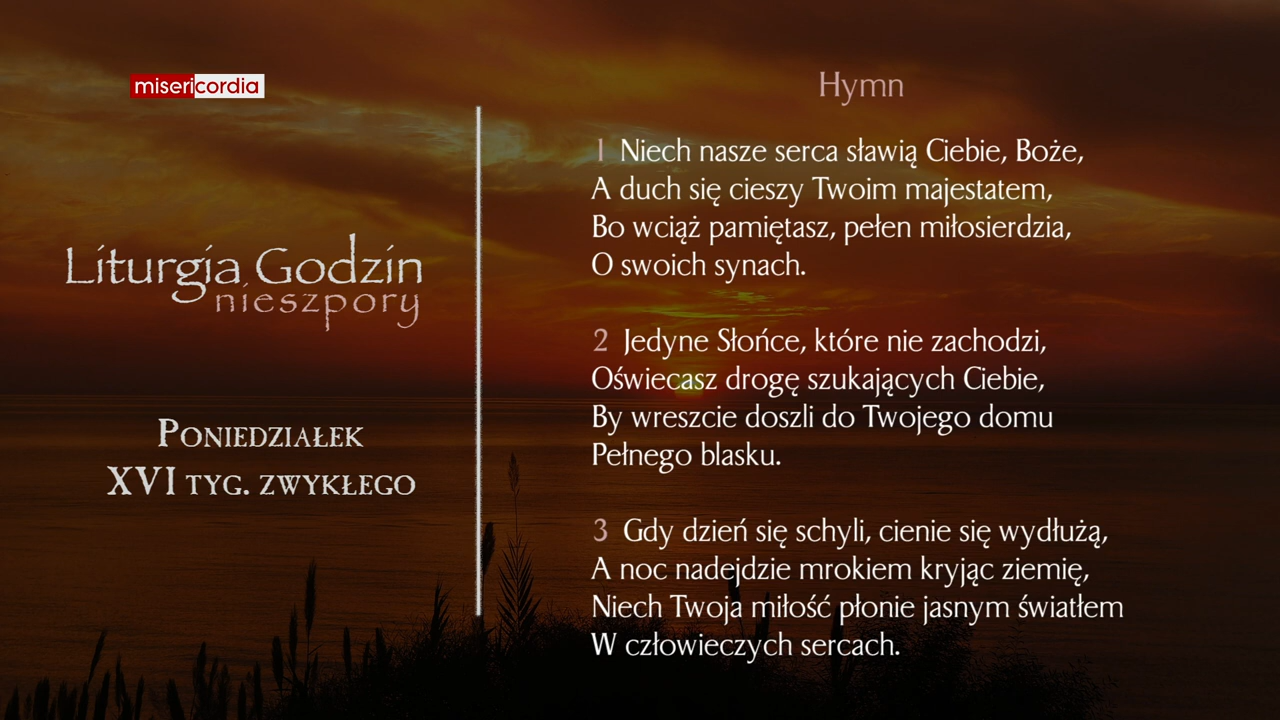 misericordia
Liturgia Godzin
nieszpory
Poniedziałek
XVI tyg. zwykłego
Hymn
1 Niech nasze serca sławią Ciebie, Boże,
A duch się cieszy Twoim majestatem,
Bo wciąż pamiętasz, pełen miłosierdzia,
O swoich synach.
2 Jedyne Słońce, które nie zachodzi,
Oświecasz drogę szukających Ciebie,
By wreszcie doszli do Twojego domu
Pełnego blasku.
3 Gdy dzień się schyli, cienie się wydłużą,
A noc nadejdzie mrokiem kryjąc ziemię,
Niech Twoja miłość płonie jasnym światłem
W człowieczych sercach.